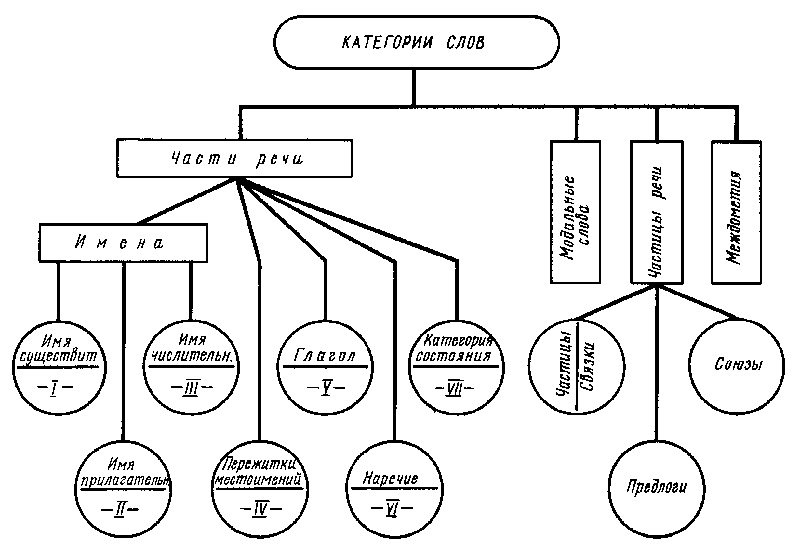 КАТЕГОРИИ СЛОВ
Части речи
Модальные
слова
Частицы речи
Междометия
Имена
Имя
существит
-I-
Имя
числительн.
-III-
Глагол
-V-
Категория
состояния
-VII-
Частицы
Связки
Союзы
Имя
прилагательн
-II-
Пережитки
местоимений
-IV-
Наречие
-VI-
Предлоги